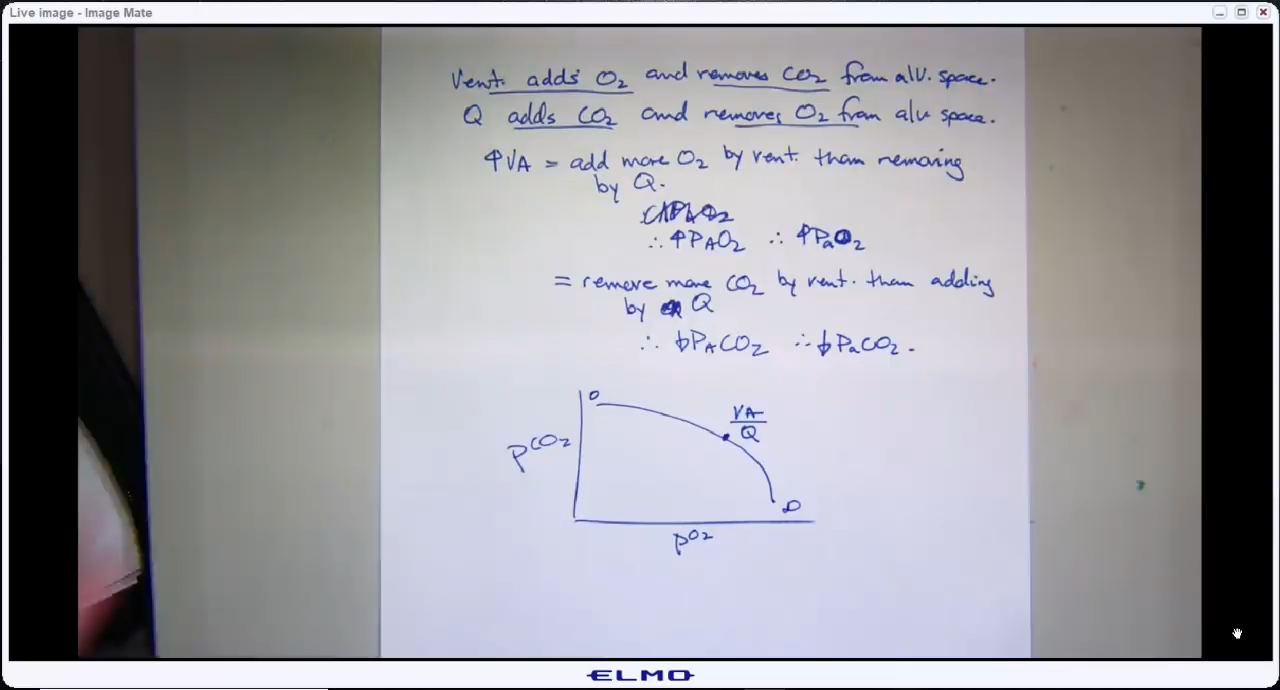 Live image - Image Mate
Vent. adds O2 and removes CO2 from alv. space.
Q adds CO2 and removes O2 from alv space.
↑VA = add more O2 by vent. than removing
by Q.
∴ ↑PAO2 ∴ ↑PaO2
= remove more CO2 by vent. than adding
by Q
∴ ↓PACO2 ∴ ↓PaCO2.
O
VA
Q
PCO2
∞
PO2
ELMO